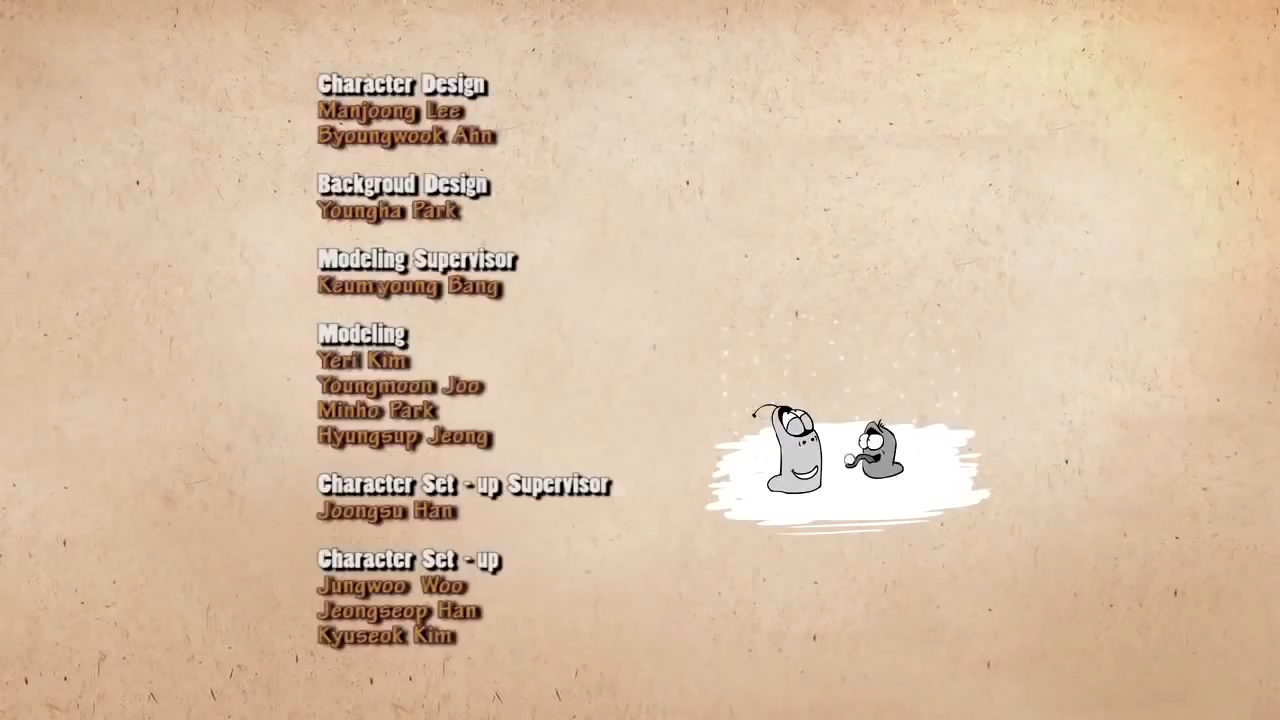 Character Design
Manjoong Lee
Byoungwook Ahn
Backgroud Design
Youngha Park
Modeling Supervisor
Keumyoung Bang
Modeling
Yeri Kim
Youngmoon Joo
Minho Park
Hyungsup Jeong
Character Set - up Supervisor
Joongsu Han
Character Set - up
Jungwoo Woo
Jeongseop Han
Kyuseok Kim